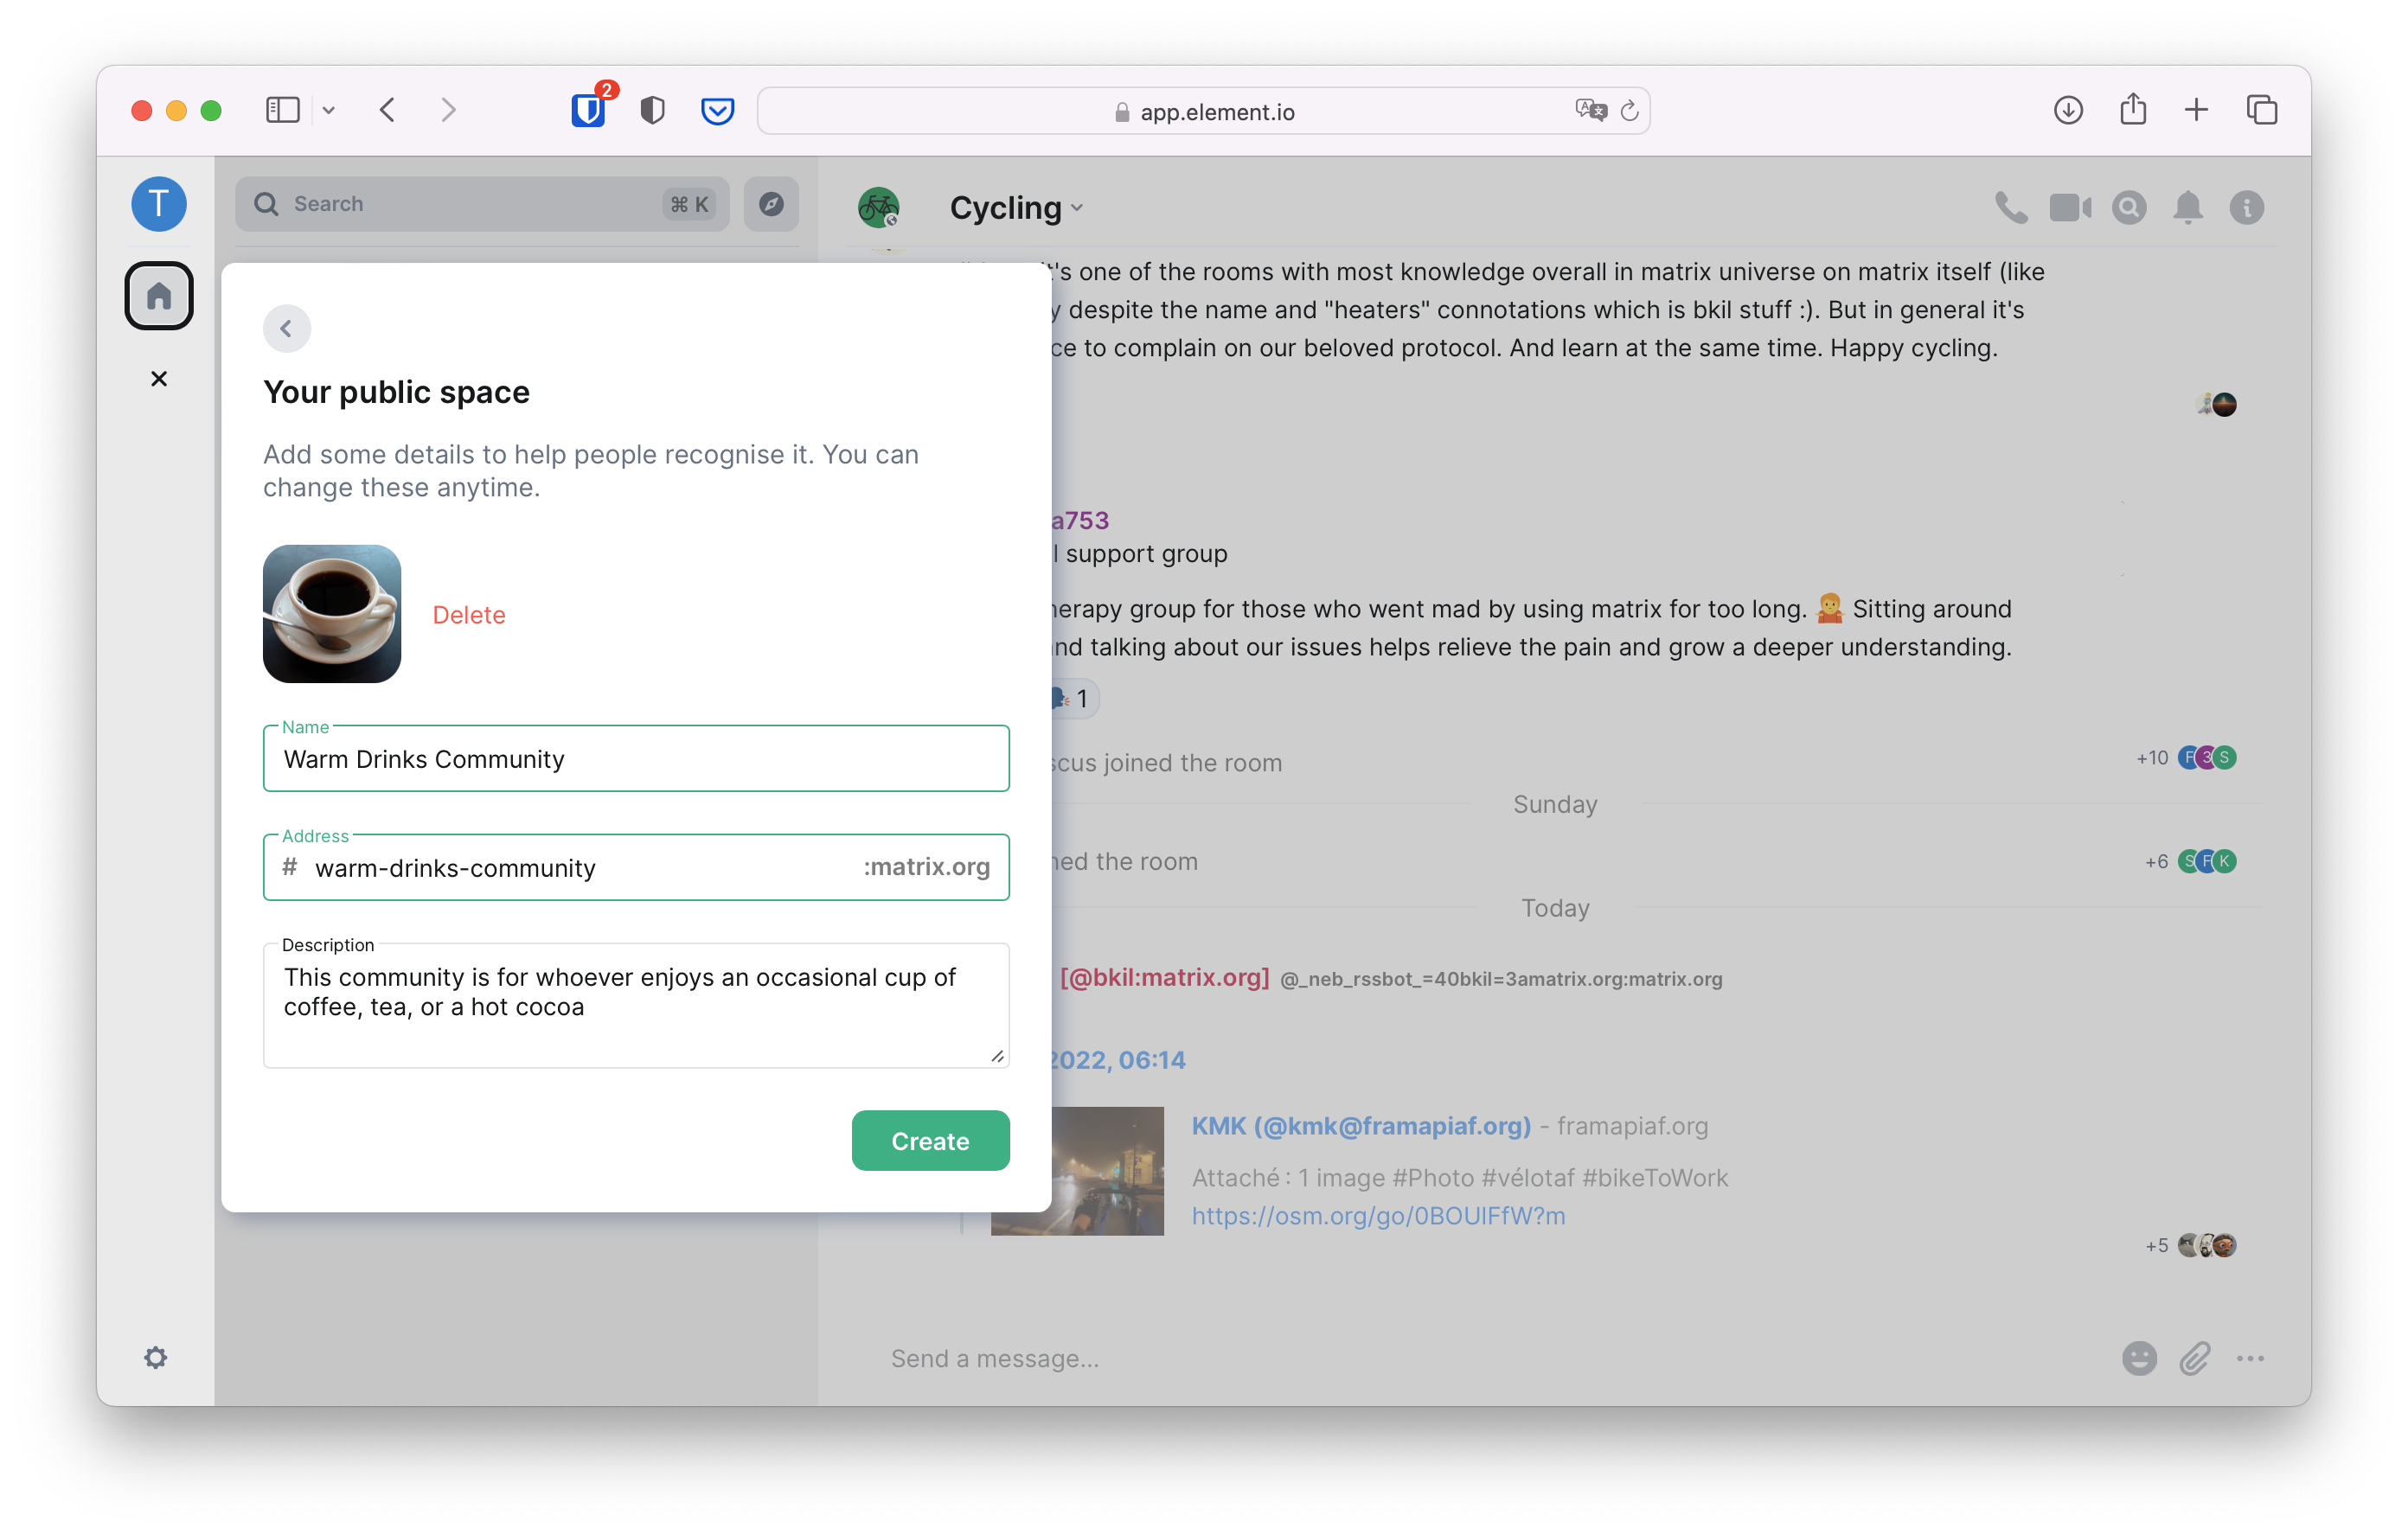 2
app.element.io
T
Search
⌘ K
Cycling
's one of the rooms with most knowledge overall in matrix universe on matrix itself (like
y despite the name and "heaters" connotations which is bkil stuff :). But in general it's
ce to complain on our beloved protocol. And learn at the same time. Happy cycling.
Your public space
Add some details to help people recognise it. You can
change these anytime.
Delete
Name
Warm Drinks Community
Address
# warm-drinks-community :matrix.org
Description
This community is for whoever enjoys an occasional cup of
coffee, tea, or a hot cocoa
Create
a753
l support group
herapy group for those who went mad by using matrix for too long. 🤷 Sitting around
nd talking about our issues helps relieve the pain and grow a deeper understanding.
1
scus joined the room
+10 F 3 S
Sunday
ned the room
+6 S F K
Today
[@bkil:matrix.org] @_neb_rssbot_=40bkil=3amatrix.org:matrix.org
2022, 06:14
KMK (@kmk@framapiaf.org) - framapiaf.org
Attaché : 1 image #Photo #vélotaf #bikeToWork
https://osm.org/go/0BOUIFfW?m
+5
Send a message...